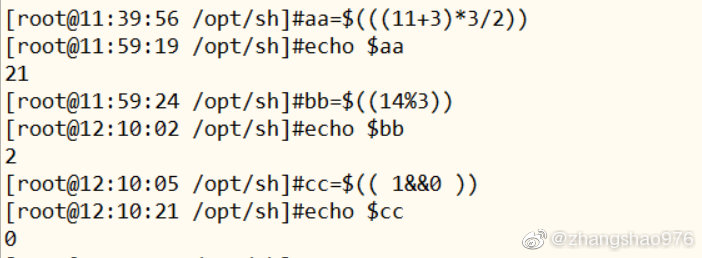 [root@11:39:56 /opt/sh]#aa=$(((11+3)*3/2))
[root@11:59:19 /opt/sh]#echo $aa
21
[root@11:59:24 /opt/sh]#bb=$((14%3))
[root@12:10:02 /opt/sh]#echo $bb
2
[root@12:10:05 /opt/sh]#cc=$(( 1&&0 ))
[root@12:10:21 /opt/sh]#echo $cc
0
@zhangshao976